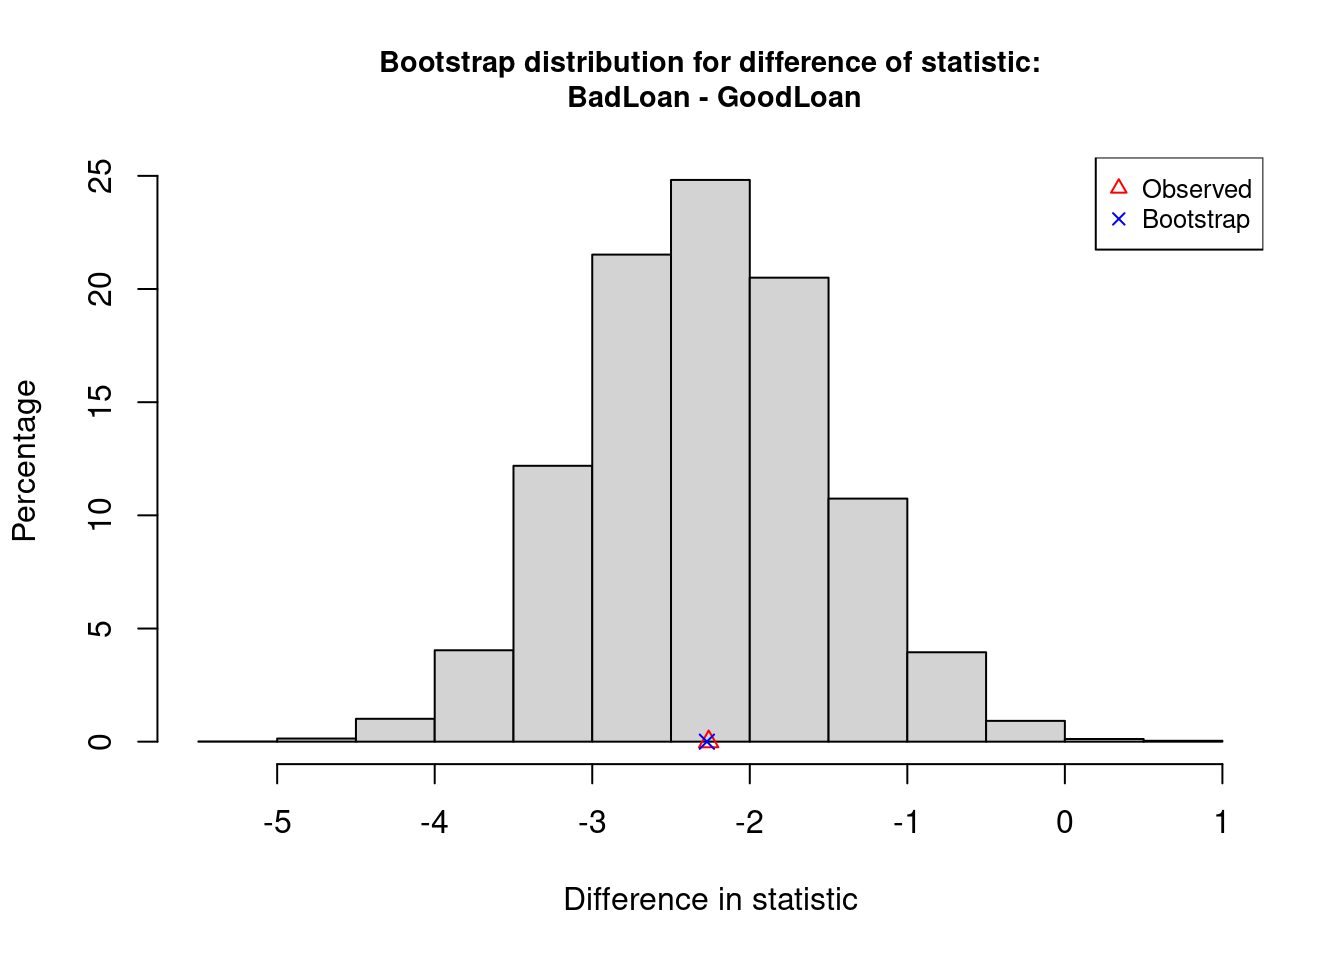 Bootstrap distribution for difference of statistic:
BadLoan - GoodLoan
Observed
Bootstrap
25
20
15
10
5
0
Percentage
-5 -4 -3 -2 -1 0 1
Difference in statistic